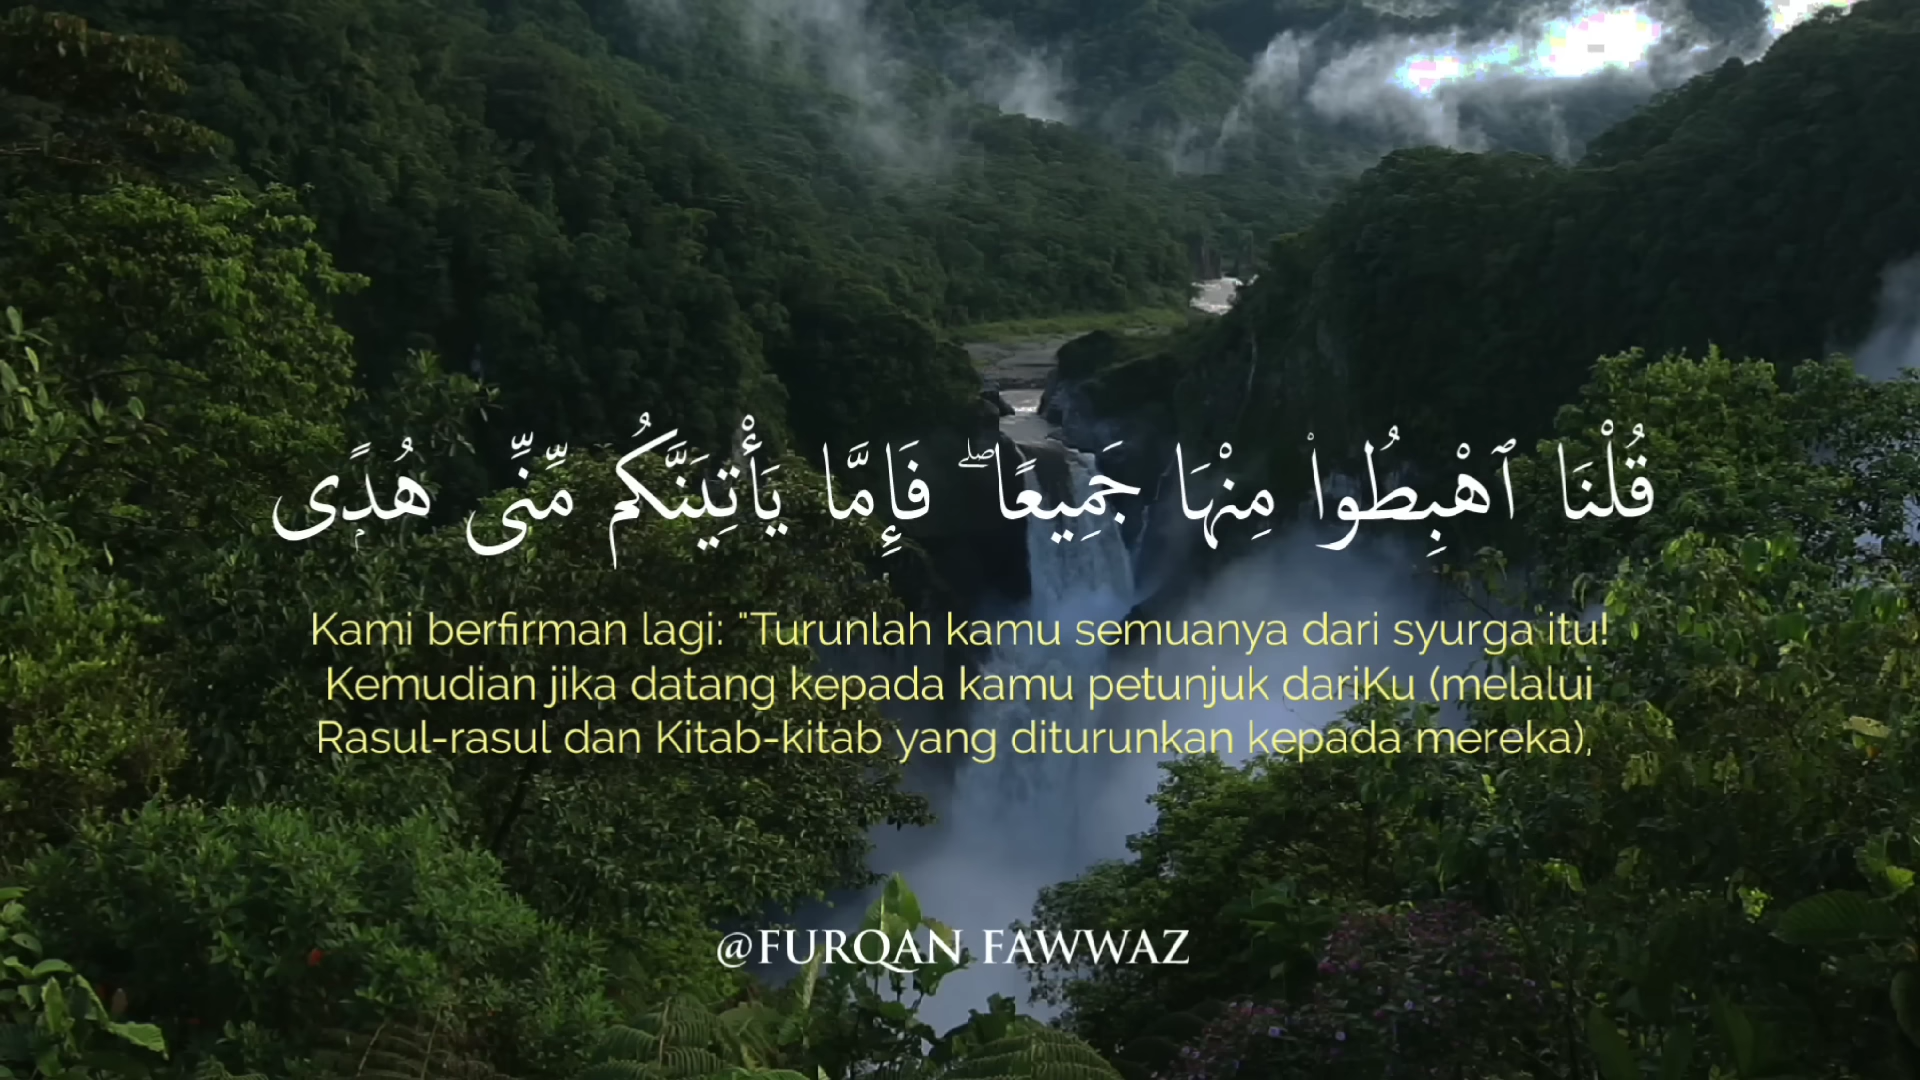 قُلْنَا ٱهْبِطُوا۟ مِنْهَا جَمِيعًا ۖ فَإِمَّا يَأْتِيَنَّكُم مِّنِّى هُدًۭى
Kami berfirman lagi: "Turunlah kamu semuanya dari syurga itu!
Kemudian jika datang kepada kamu petunjuk dariKu (melalui
Rasul-rasul dan Kitab-kitab yang diturunkan kepada mereka),
@FURQAN FAWWAZ